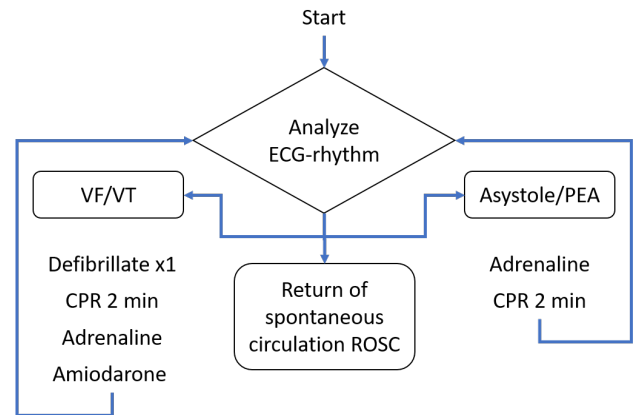 Start
Analyze
ECG-rhythm
VF/VT
Asystole/PEA
Defibrillate x1
CPR 2 min
Adrenaline
Amiodarone
Return of
spontaneous
circulation ROSC
Adrenaline
CPR 2 min